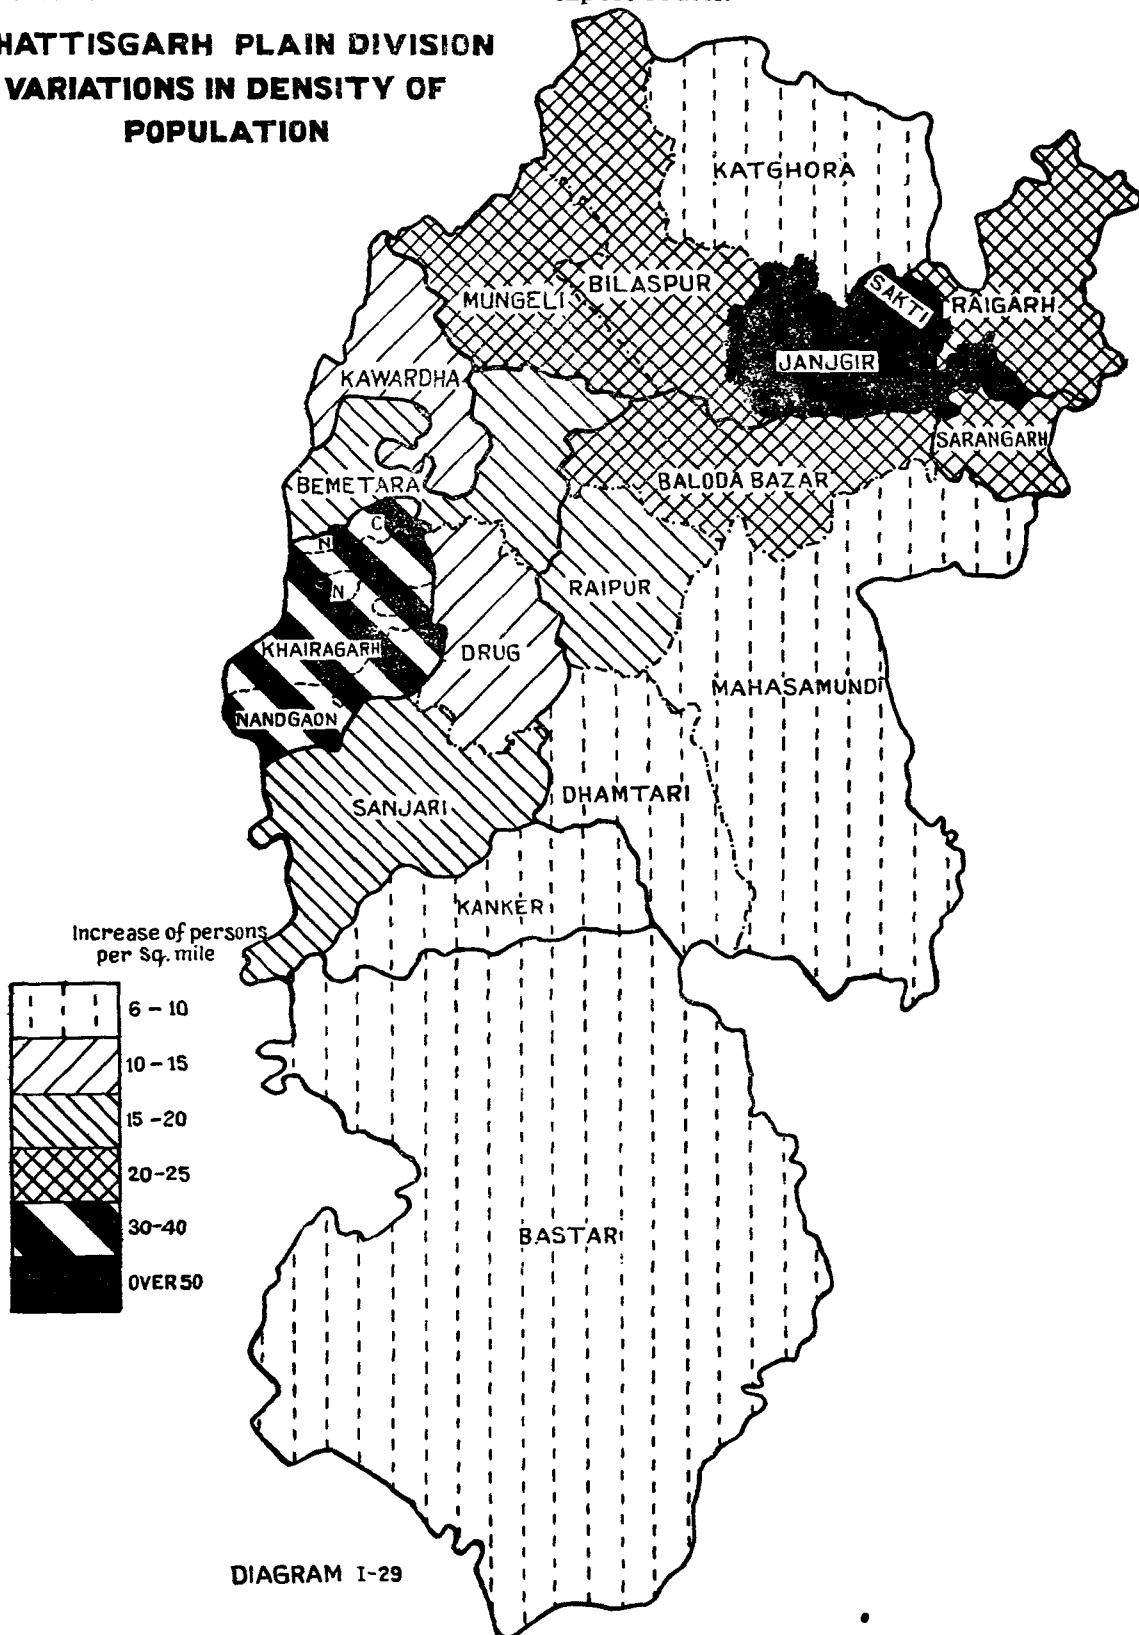 HATTISGARH PLAIN DIVISION
VARIATIONS IN DENSITY OF
POPULATION
KATGHORA
BILASPUR
MUNGELI
SAKTI
RAIGARH
JANJGIR
KAWARDHA
SARANGARH
BEMETARA
BALODA BAZAR
C
N
N
C
RAIPUR
KHAIRAGARH
DRUG
MAHASAMUND
NANDGAON
SANJARI
DHAMTARI
KANKER
Increase of persons
per Sq. mile
6 - 10
10 - 15
15 - 20
20 - 25
30-40
OVER 50
BASTAR
DIAGRAM I-29